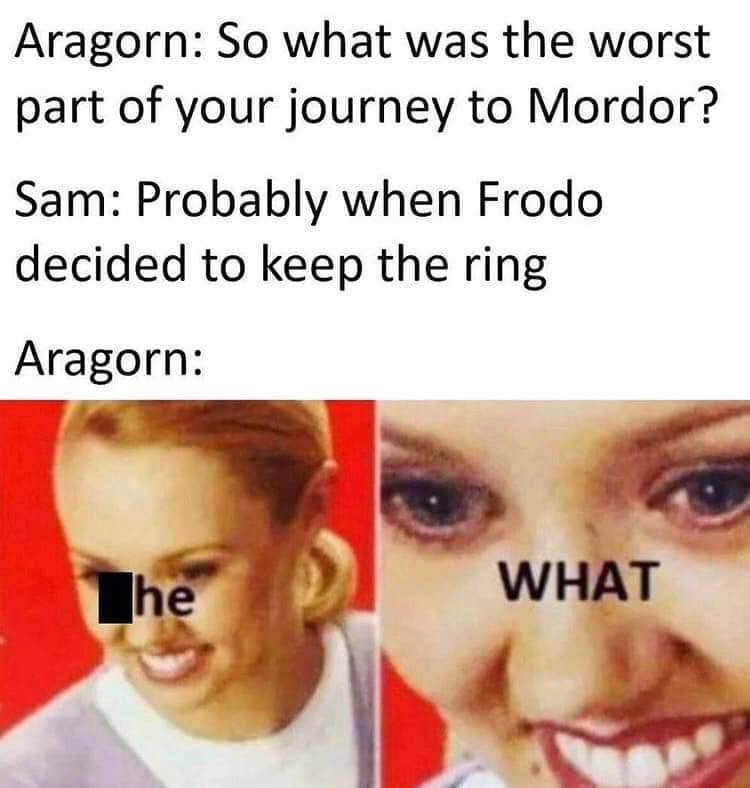 Aragorn: So what was the worst
part of your journey to Mordor?
Sam: Probably when Frodo
decided to keep the ring
Aragorn:
he
WHAT